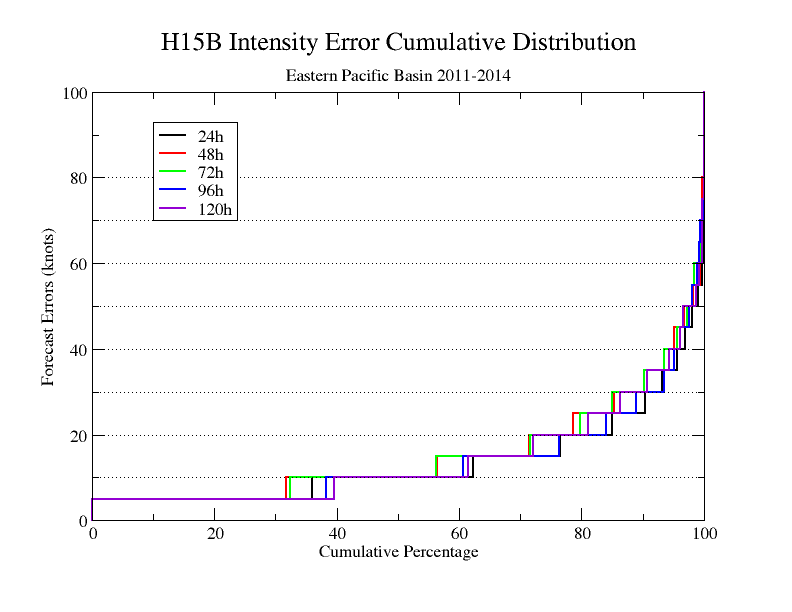 H15B Intensity Error Cumulative Distribution
Eastern Pacific Basin 2011-2014
100
80
60
40
20
0
Forecast Errors (knots)
24h
48h
72h
96h
120h
0 20 40 60 80 100
Cumulative Percentage